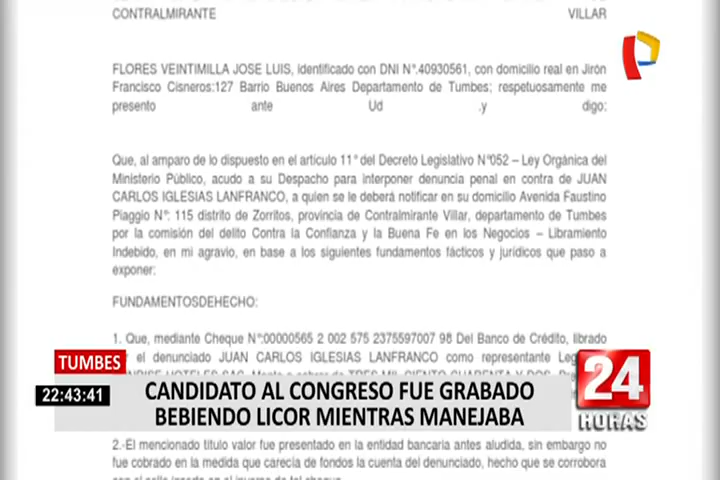 CONTRALMIRANTE VILLAR
FLORES VEINTIMILLA JOSE LUIS, identificado con DNI N°.40930561, con domicilio real en Jirón
Francisco Cisneros:127 Barrio Buenos Aires Departamento de Tumbes; respetuosamente me
presento ante Ud .y digo:
Que, al amparo de lo dispuesto en el articulo 11° del Decreto Legislativo N°052 – Ley Orgánica del
Ministerio Público, acudo a su Despacho para interponer denuncia penal en contra de JUAN
CARLOS IGLESIAS LANFRANCO, a quien se le deberá notificar en su domicilio Avenida Faustino
Piaggio N°: 115 distrito de Zorritos, provincia de Contralmirante Villar, departamento de Tumbes
por la comisión del delito Contra la Confianza y la Buena Fe en los Negocios – Libramiento
Indebido, en mi agravio, en base a los siguientes fundamentos fácticos y jurídicos que paso a
exponer:
FUNDAMENTOSDEHECHO:
1. Que, mediante Cheque N°:00000565 2 002 575 2375597007 98 Del Banco de Crédito, librado
el denunciado JUAN CARLOS IGLESIAS LANFRANCO como representante
TUMBES
22:43:41
CANDIDATO AL CONGRESO FUE GRABADO
BEBIENDO LICOR MIENTRAS MANEJABA
24
HORAS
2.-El mencionado titulo valor fue presentado en la entidad bancaria antes aludida, sin embargo no
fue cobrado en la medida que carecía de fondos la cuenta del denunciado, hecho que se corrobora